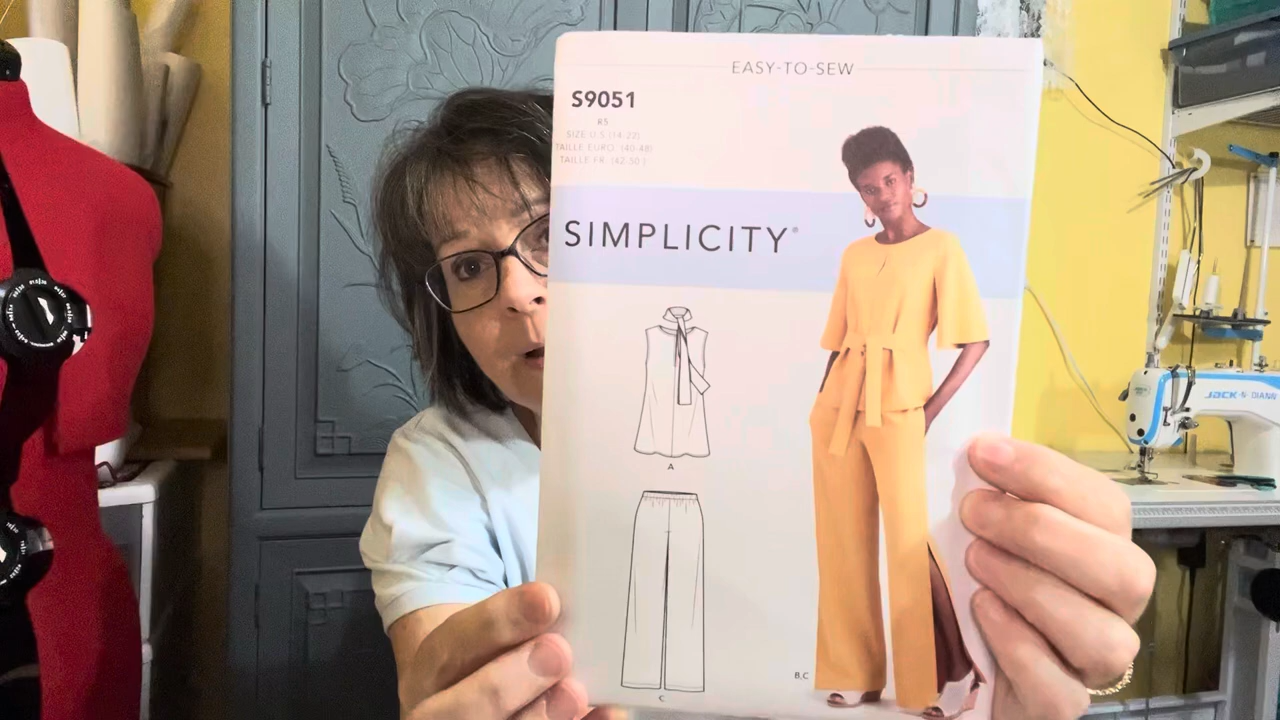 EASY-TO-SEW
S9051
R5
SIZE U.S (14-22)
TAILLE EURO. (40-48)
TAILLE FR. (42-50)
SIMPLICITY®
A
C
B,C
JACK